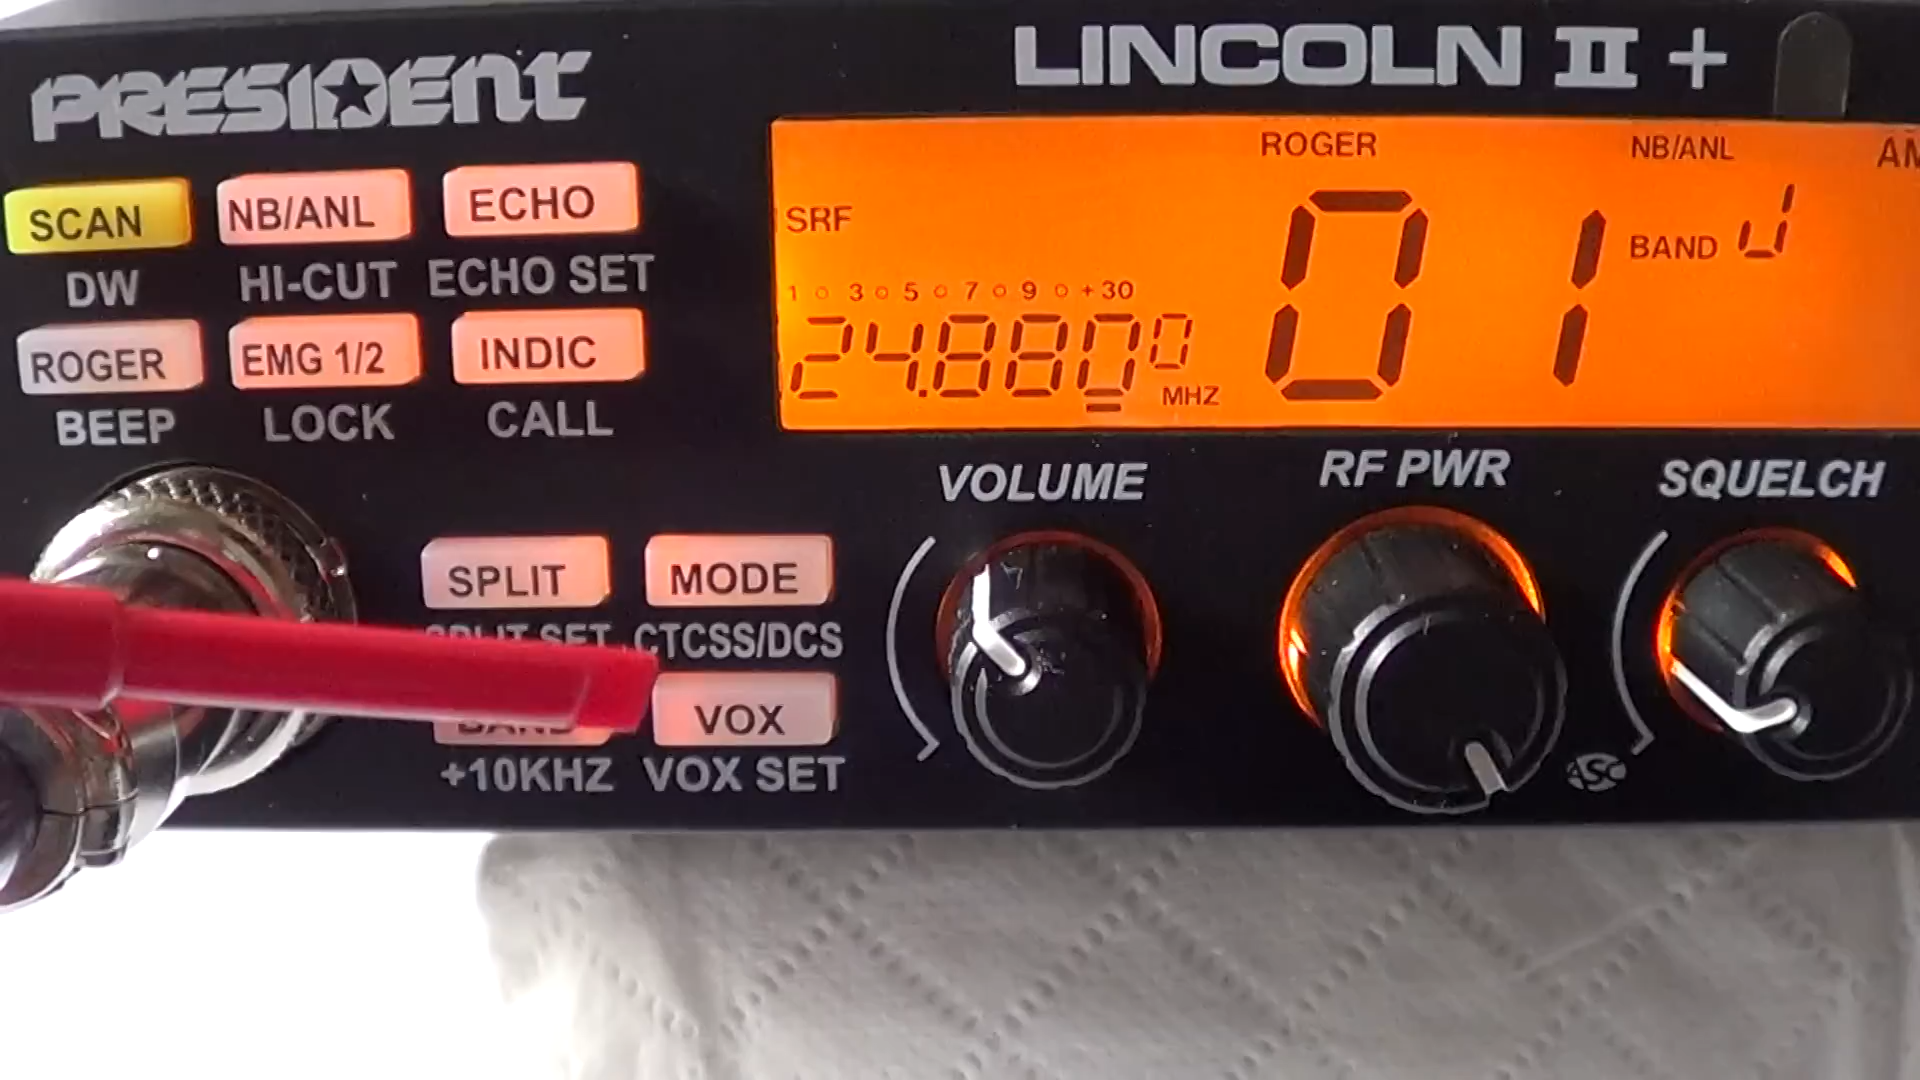 PRESIDENT
LINCOLN II +
SCAN NB/ANL ECHO
DW HI-CUT ECHO SET
ROGER EMG 1/2 INDIC
BEEP LOCK CALL
ROGER NB/ANL AM
SRF
BAND J
1 3 5 7 9 +30
24.8800 MHZ
01
VOLUME RF PWR SQUELCH
SPLIT MODE
SPLIT SET CTCSS/DCS
BAND VOX
+10KHZ VOX SET
ASC